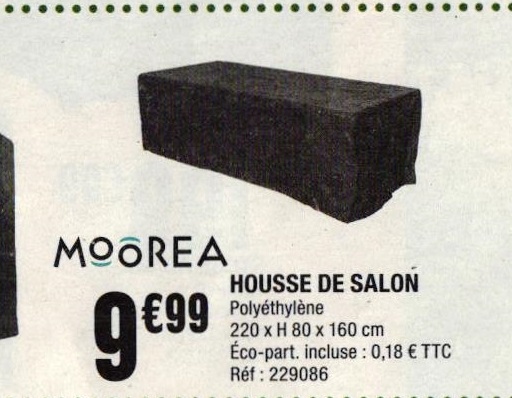 MOOREA
9€99
HOUSSE DE SALON
Polyéthylène
220 x H 80 x 160 cm
Éco-part. incluse : 0,18 € TTC
Réf : 229086